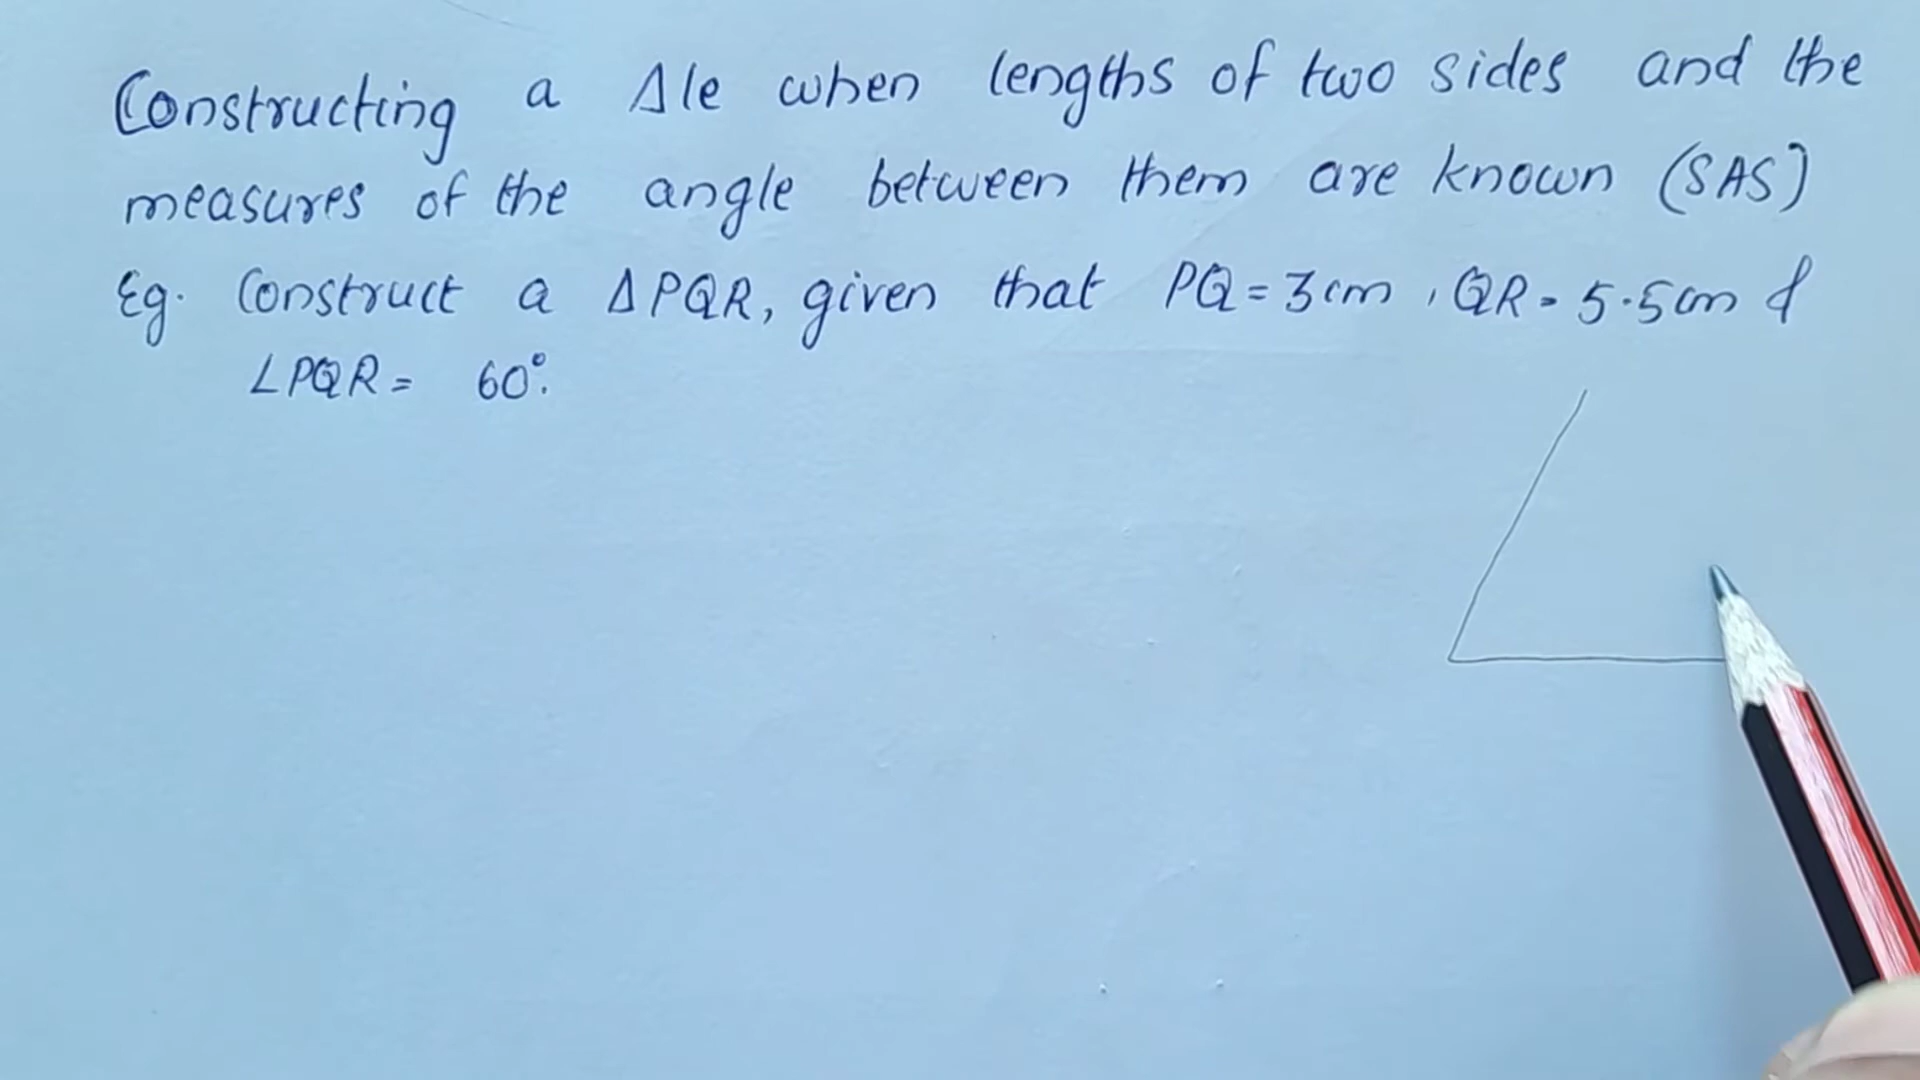 Constructing a Δle when lengths of two sides and the
measures of the angle between them are known (SAS)
Eg. Construct a ΔPQR, given that PQ = 3cm, QR = 5.5cm &
∠PQR = 60°.